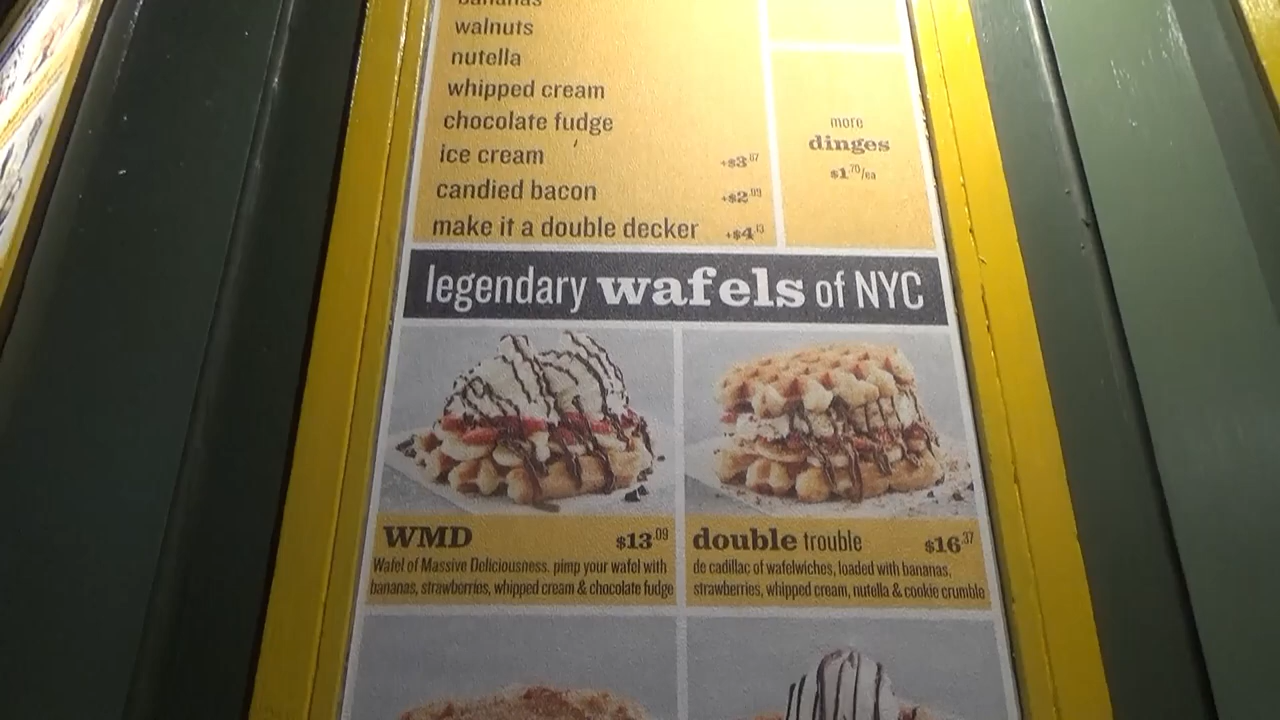 bananas
walnuts
nutella
whipped cream
chocolate fudge
ice cream +$3.87
candied bacon +$2.09
make it a double decker +$4.13
more
dinges
$1.70/ea
legendary wafels of NYC
WMD $13.09
Wafel of Massive Deliciousness. pimp your wafel with
bananas, strawberries, whipped cream & chocolate fudge
double trouble $16.37
de cadillac of wafelwiches, loaded with bananas,
strawberries, whipped cream, nutella & cookie crumble